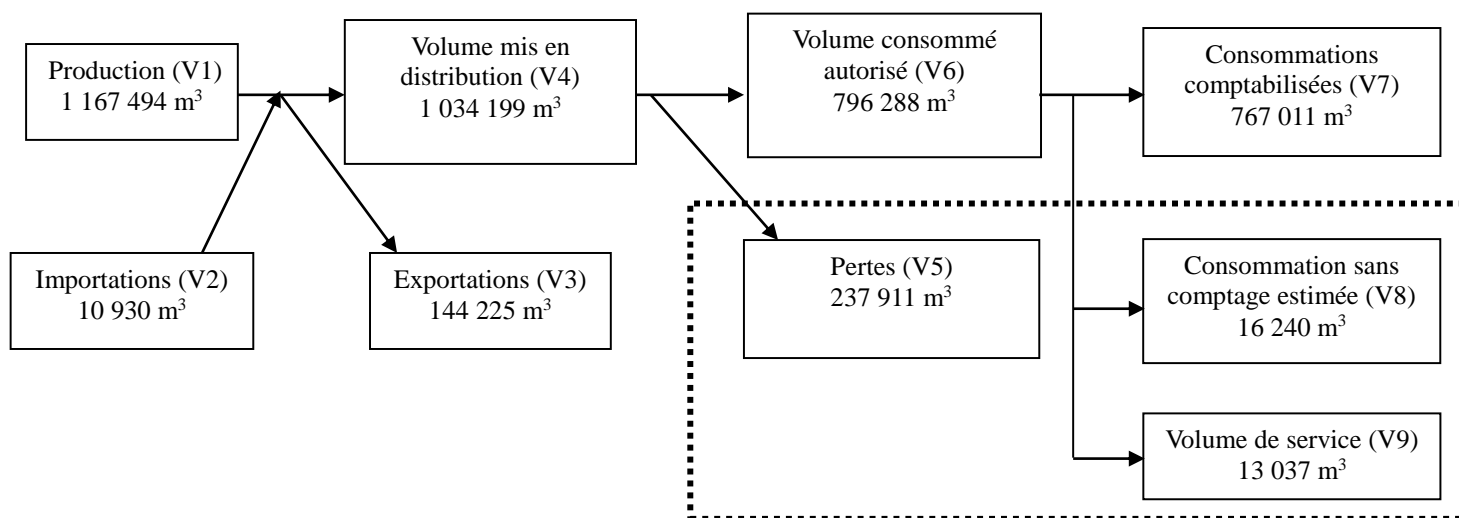 Production (V1)
1 167 494 m³
Volume mis en
distribution (V4)
1 034 199 m³
Volume consommé
autorisé (V6)
796 288 m³
Consommations
comptabilisées (V7)
767 011 m³
Importations (V2)
10 930 m³
Exportations (V3)
144 225 m³
Pertes (V5)
237 911 m³
Consommation sans
comptage estimée (V8)
16 240 m³
Volume de service (V9)
13 037 m³